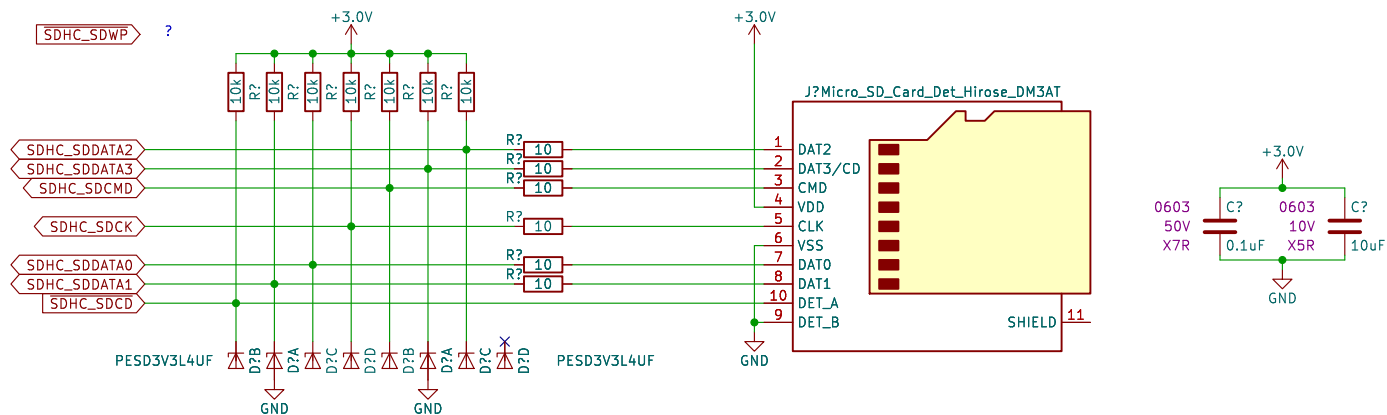 SDHC_SDWP
?
+3.0V
+3.0V
10k
R?
10k
R?
10k
R?
10k
R?
10k
R?
10k
R?
10k
R?
J?Micro_SD_Card_Det_Hirose_DM3AT
SDHC_SDDATA2
R?
10
1
DAT2
SDHC_SDDATA3
R?
10
2
DAT3/CD
SDHC_SDCMD
R?
10
3
CMD
4
VDD
SDHC_SDCK
R?
10
5
CLK
6
VSS
SDHC_SDDATA0
R?
10
7
DAT0
SDHC_SDDATA1
R?
10
8
DAT1
SDHC_SDCD
10
DET_A
9
DET_B
SHIELD
11
PESD3V3L4UF
D?B
D?A
D?C
D?D
D?B
D?A
D?C
D?D
PESD3V3L4UF
GND
GND
GND
+3.0V
0603
50V
X7R
C?
0.1uF
0603
10V
X5R
C?
10uF
GND